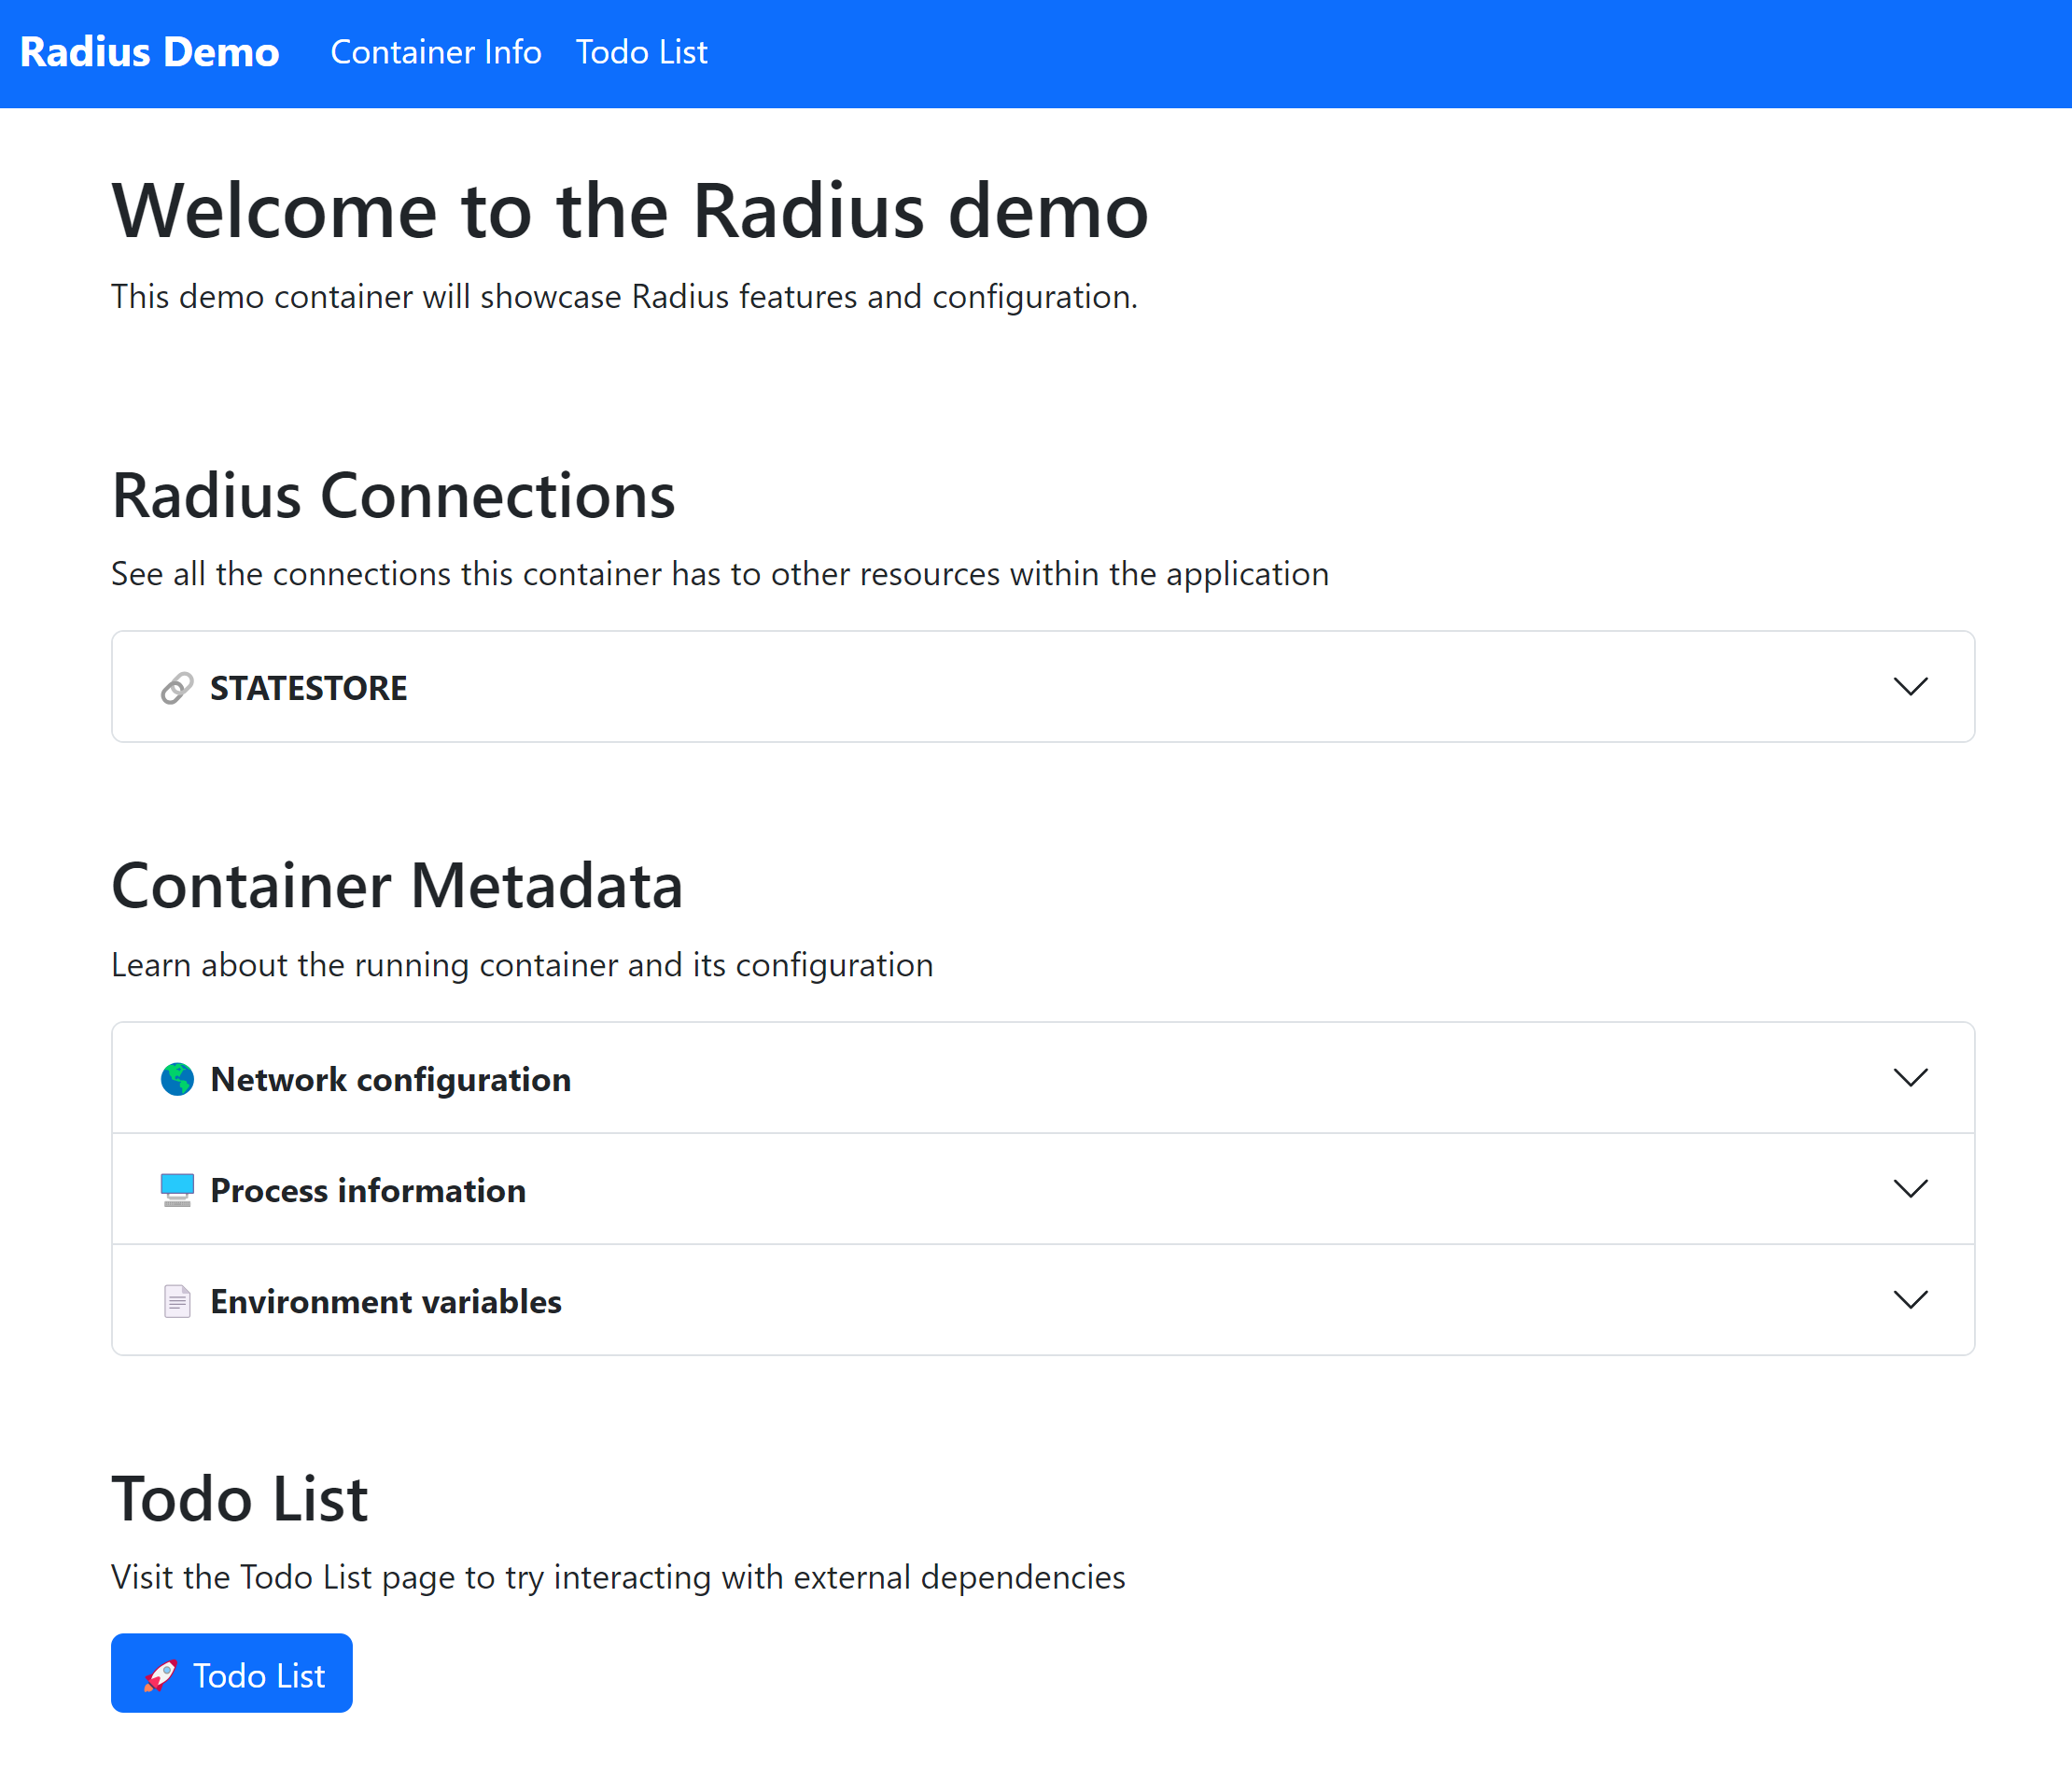 Radius Demo Container Info Todo List
Welcome to the Radius demo
This demo container will showcase Radius features and configuration.
Radius Connections
See all the connections this container has to other resources within the application
STATESTORE
Container Metadata
Learn about the running container and its configuration
Network configuration
Process information
Environment variables
Todo List
Visit the Todo List page to try interacting with external dependencies
Todo List